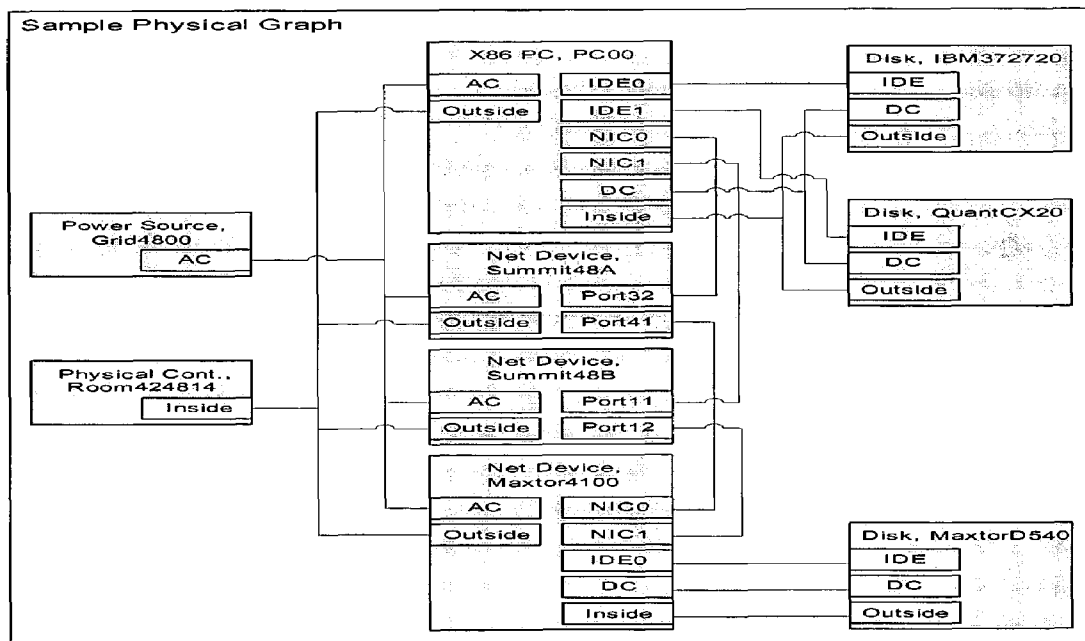 Sample Physical Graph
X86 PC, PC00
AC
Outside
IDE0
IDE1
NIC0
NIC1
DC
Inside
Disk, IBM372720
IDE
DC
Outside
Disk, QuantCX20
IDE
DC
Outside
Power Source,
Grid4800
AC
Physical Cont.,
Room424814
Inside
Net Device,
Summit48A
AC
Outside
Port32
Port41
Net Device,
Summit48B
AC
Outside
Port11
Port12
Net Device,
Maxtor4100
AC
Outside
NIC0
NIC1
IDE0
DC
Inside
Disk, MaxtorD540
IDE
DC
Outside